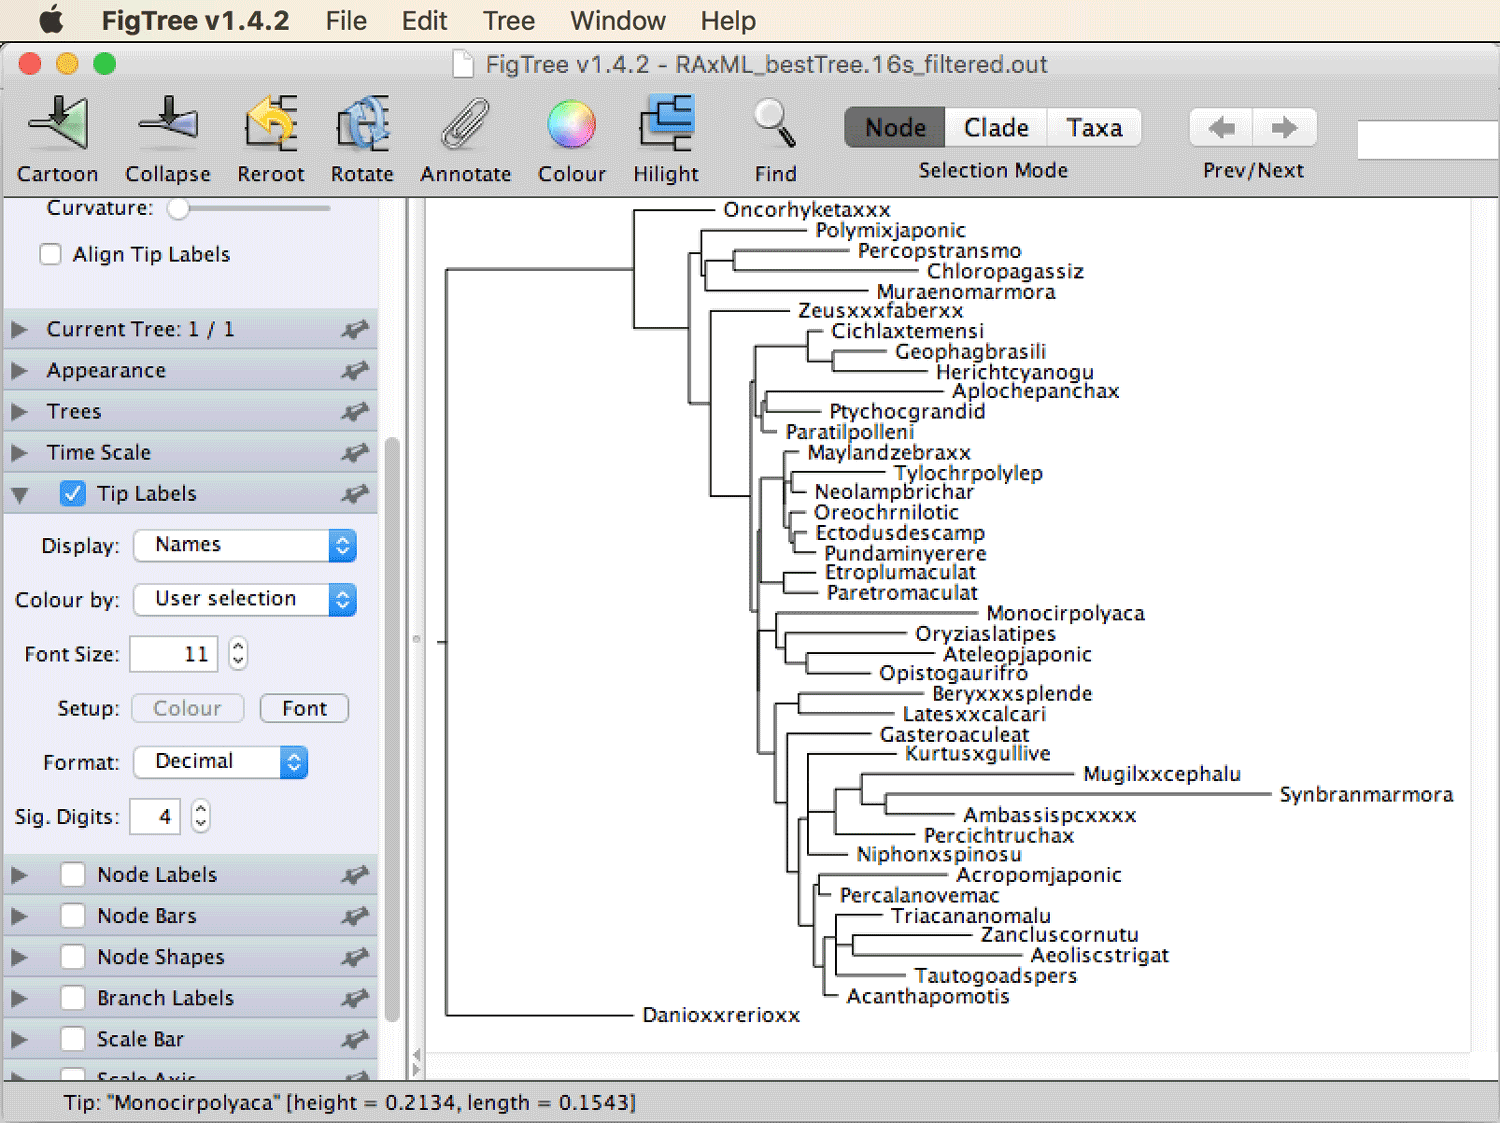 FigTree v1.4.2 File Edit Tree Window Help
FigTree v1.4.2 - RAxML_bestTree.16s_filtered.out
Cartoon Collapse Reroot Rotate Annotate Colour Hilight Find
Node Clade Taxa
Selection Mode
Prev/Next
Curvature:
Align Tip Labels
Current Tree: 1 / 1
Appearance
Trees
Time Scale
Tip Labels
Display: Names
Colour by: User selection
Font Size: 11
Setup: Colour Font
Format: Decimal
Sig. Digits: 4
Node Labels
Node Bars
Node Shapes
Branch Labels
Scale Bar
Scale Axis
Oncorhyketaxxx
Polymixjaponic
Percopstransmo
Chloropagassiz
Muraenomarmora
Zeusxxxfaberxx
Cichlaxtemensi
Geophagbrasili
Herichtcyanogu
Aplochepanchax
Ptychocgrandid
Paratilpolleni
Maylandzebraxx
Tylochrpolylep
Neolampbrichar
Oreochrnilotic
Ectodusdescamp
Pundaminyerere
Etroplumaculat
Paretromaculat
Monocirpolyaca
Oryziaslatipes
Ateleopjaponic
Opistogaurifro
Beryxxxsplende
Latesxxcalcari
Gasteroaculeat
Kurtusxgullive
Mugilxxcephalu
Synbranmarmora
Ambassispcxxxx
Percichtruchax
Niphonxspinosu
Acropomjaponic
Percalanovemac
Triacananomalu
Zancluscornutu
Aeoliscstrigat
Tautogoadspers
Acanthapomotis
Danioxxrerioxx
Tip: "Monocirpolyaca" [height = 0.2134, length = 0.1543]